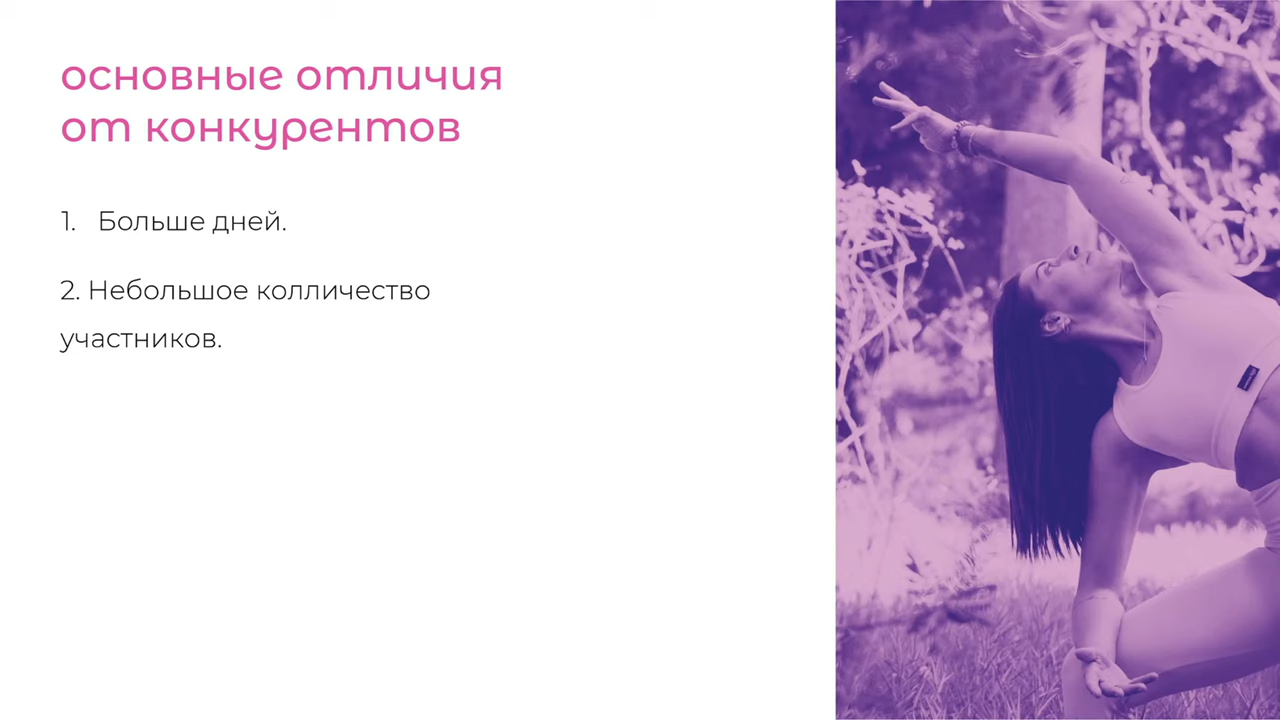 основные отличия
от конкурентов
1. Больше дней.
2. Небольшое колличество
участников.